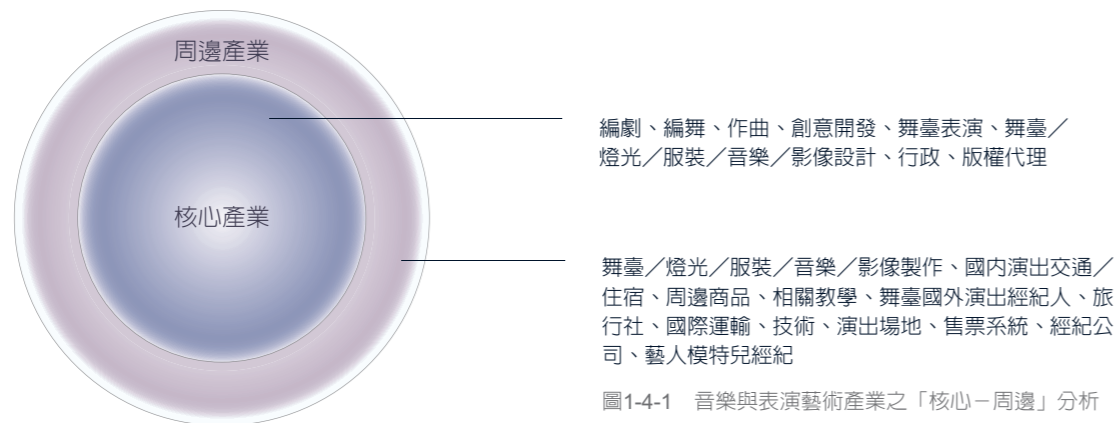 周邊產業
核心產業
編劇、編舞、作曲、創意開發、舞臺表演、舞臺／
燈光／服裝／音樂／影像設計、行政、版權代理
舞臺／燈光／服裝／音樂／影像製作、國內演出交通／
住宿、周邊商品、相關教學、舞臺國外演出經紀人、旅
行社、國際運輸、技術、演出場地、售票系統、經紀公
司、藝人模特兒經紀
圖1-4-1　音樂與表演藝術產業之「核心－周邊」分析